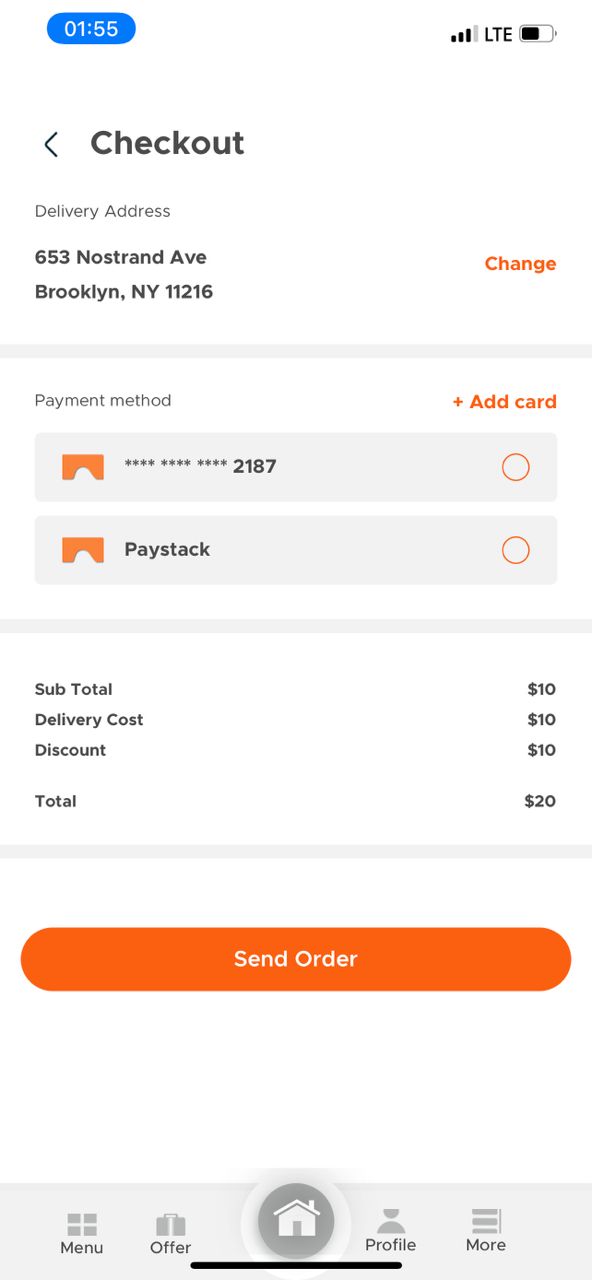 01:55
LTE
Checkout
Delivery Address
653 Nostrand Ave
Brooklyn, NY 11216
Change
Payment method
+ Add card
**** **** **** 2187
Paystack
Sub Total $10
Delivery Cost $10
Discount $10
Total $20
Send Order
Menu
Offer
Profile
More